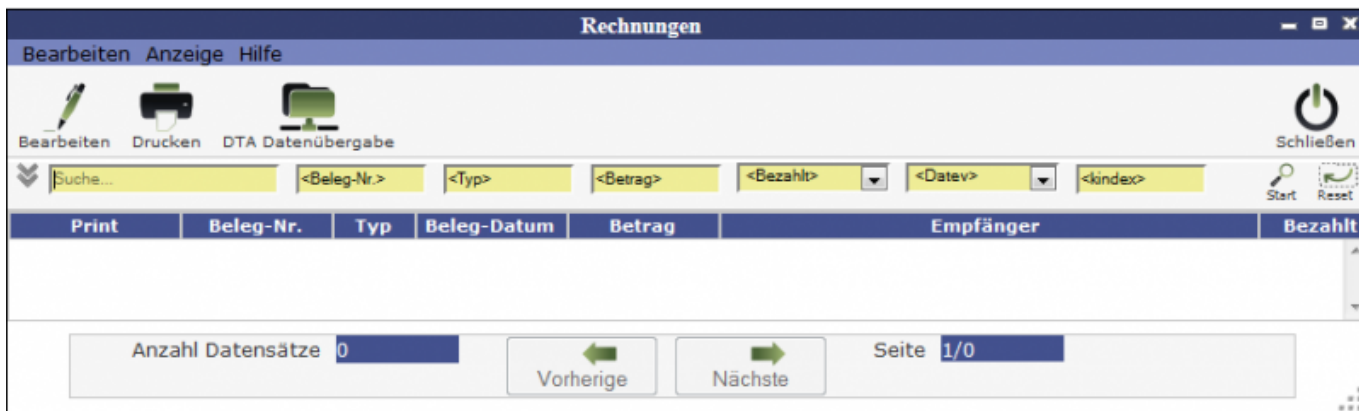 Rechnungen
Bearbeiten Anzeige Hilfe
Bearbeiten Drucken DTA Datenübergabe Schließen
Suche... <Beleg-Nr.> <Typ> <Betrag> <Bezahlt> <Datev> <kindex> Start Reset
Print Beleg-Nr. Typ Beleg-Datum Betrag Empfänger Bezahlt
Anzahl Datensätze 0 Vorherige Nächste Seite 1/0